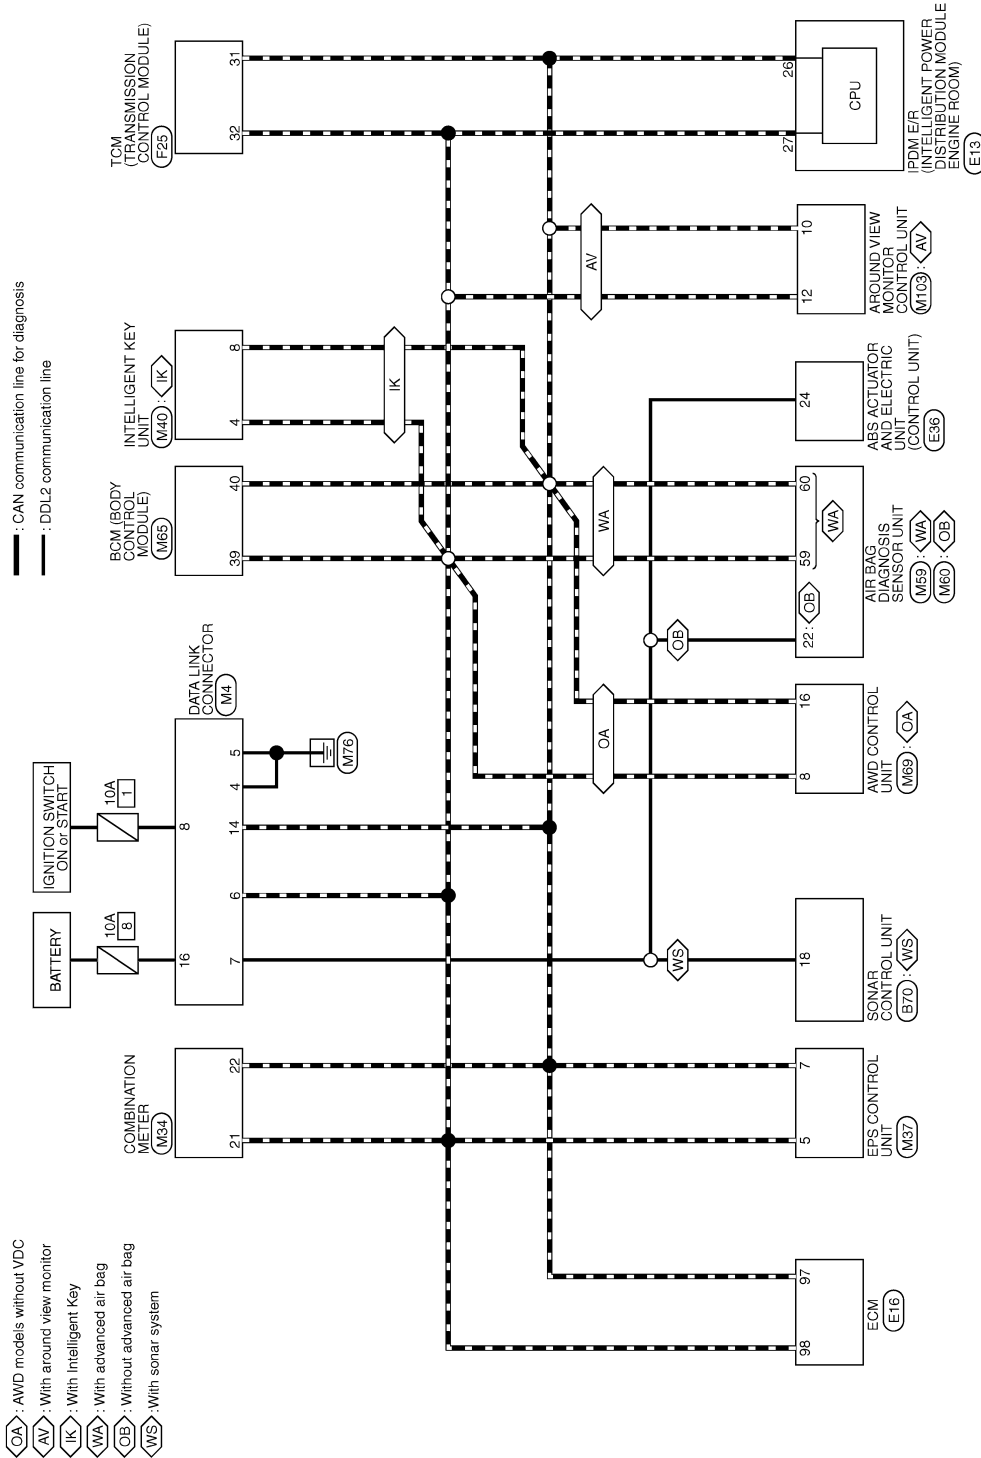 OA : AWD models without VDC
AV : With around view monitor
IK : With Intelligent Key
WA : With advanced air bag
OB : Without advanced air bag
WS : With sonar system
: CAN communication line for diagnosis
: DDL2 communication line
BATTERY
IGNITION SWITCH
ON or START
10A
8
10A
1
COMBINATION
METER
M34
21
22
16
8
7
6
14
4
5
DATA LINK
CONNECTOR
M4
M76
BCM (BODY
CONTROL
MODULE)
M65
39
40
INTELLIGENT KEY
UNIT
M40 : IK
4
8
TCM
(TRANSMISSION
CONTROL MODULE)
F25
32
31
IK
WS
OA
OB
WA
AV
98
97
ECM
E16
5
7
EPS CONTROL
UNIT
M37
18
SONAR
CONTROL UNIT
B70 : WS
8
16
AWD CONTROL
UNIT
M69 : OA
22 : OB
59
60
WA
AIR BAG
DIAGNOSIS
SENSOR UNIT
M59 : WA
M60 : OB
24
ABS ACTUATOR
AND ELECTRIC
UNIT
(CONTROL UNIT)
E36
12
10
AROUND VIEW
MONITOR
CONTROL UNIT
M103 : AV
27
26
CPU
IPDM E/R
(INTELLIGENT POWER
DISTRIBUTION MODULE
ENGINE ROOM)
E13